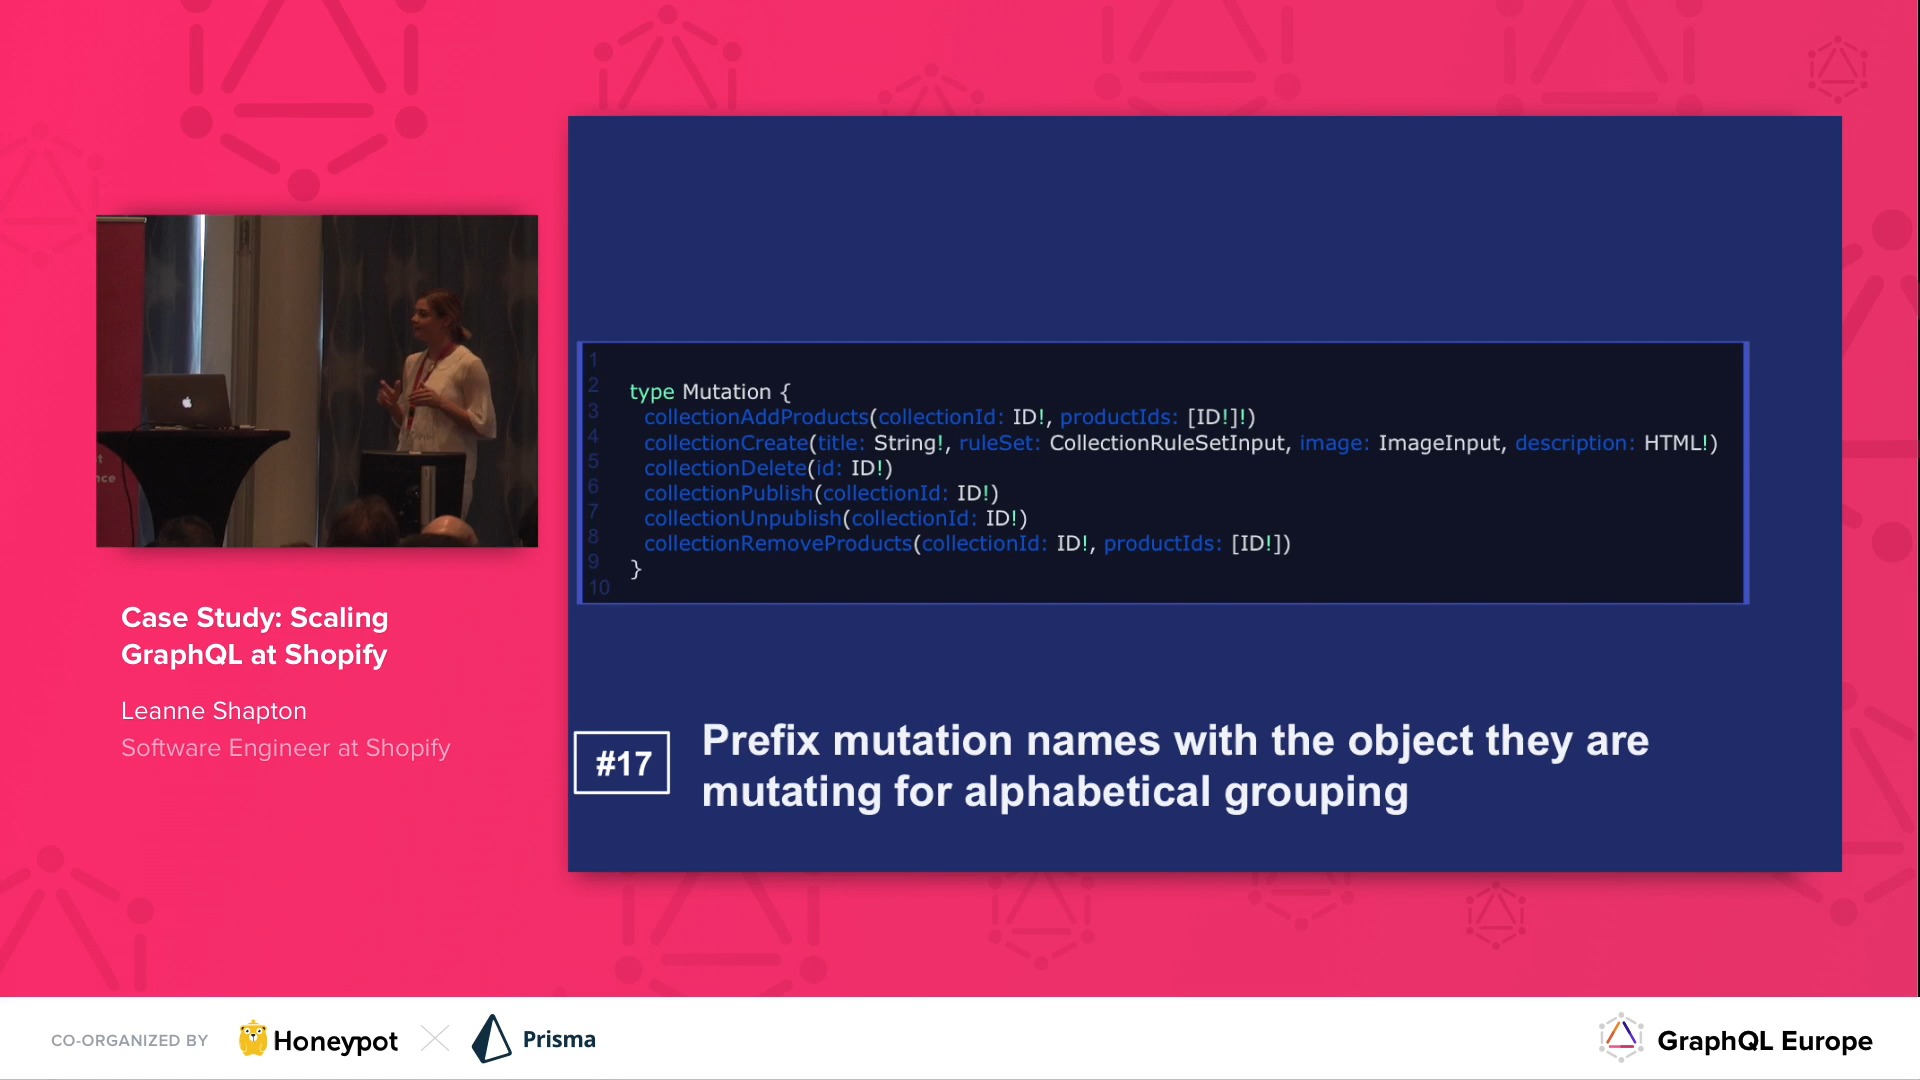 1
2
3
4
5
6
7
8
9
10
type Mutation {
collectionAddProducts(collectionId: ID!, productIds: [ID!]!)
collectionCreate(title: String!, ruleSet: CollectionRuleSetInput, image: ImageInput, description: HTML!)
collectionDelete(id: ID!)
collectionPublish(collectionId: ID!)
collectionUnpublish(collectionId: ID!)
collectionRemoveProducts(collectionId: ID!, productIds: [ID!])
}
#17
Prefix mutation names with the object they are
mutating for alphabetical grouping
Case Study: Scaling
GraphQL at Shopify
Leanne Shapton
Software Engineer at Shopify
CO-ORGANIZED BY
Honeypot
Prisma
GraphQL Europe